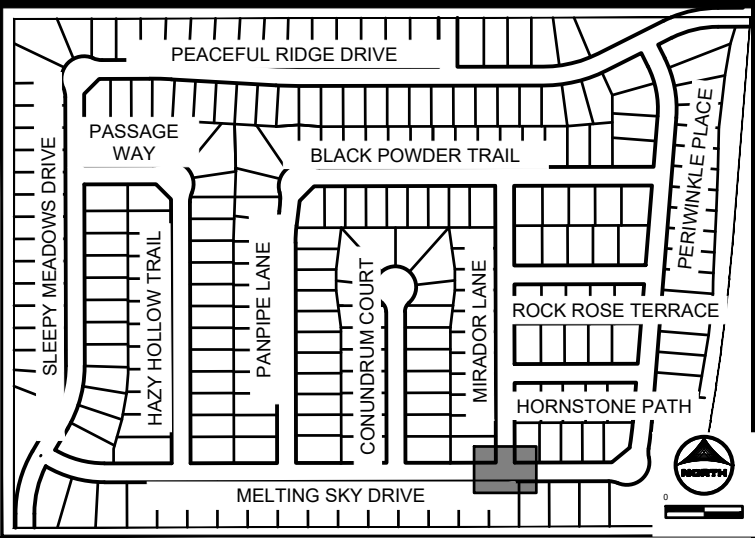 PEACEFUL RIDGE DRIVE
PASSAGE
WAY
BLACK POWDER TRAIL
SLEEPY MEADOWS DRIVE
HAZY HOLLOW TRAIL
PANPIPE LANE
CONUNDRUM COURT
MIRADOR LANE
PERIWINKLE PLACE
ROCK ROSE TERRACE
HORNSTONE PATH
MELTING SKY DRIVE
NORTH
0